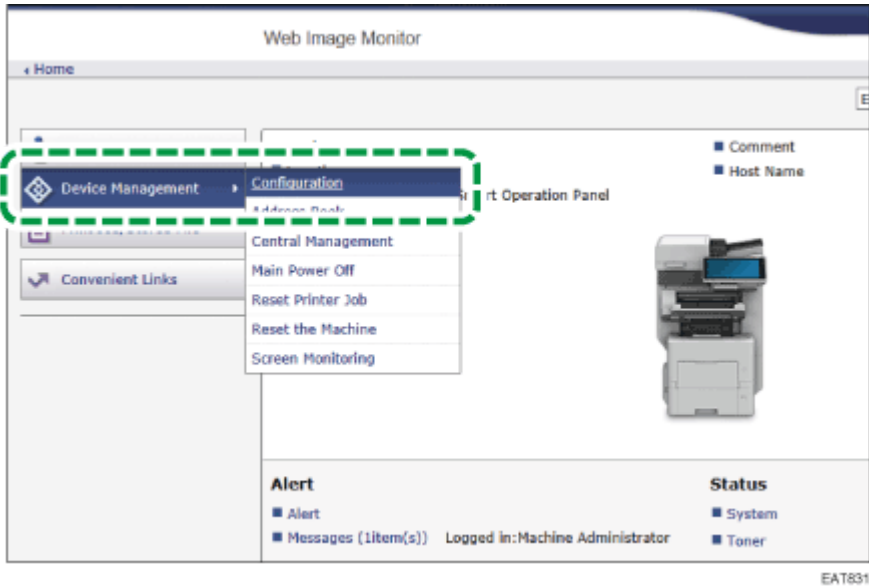 Web Image Monitor
Home
E
Comment
Host Name
Device Management
Configuration
rt Operation Panel
Address Book
Central Management
Main Power Off
Convenient Links
Reset Printer Job
Reset the Machine
Screen Monitoring
Alert
Status
Alert
System
Messages (1item(s)) Logged in:Machine Administrator
Toner
EAT831